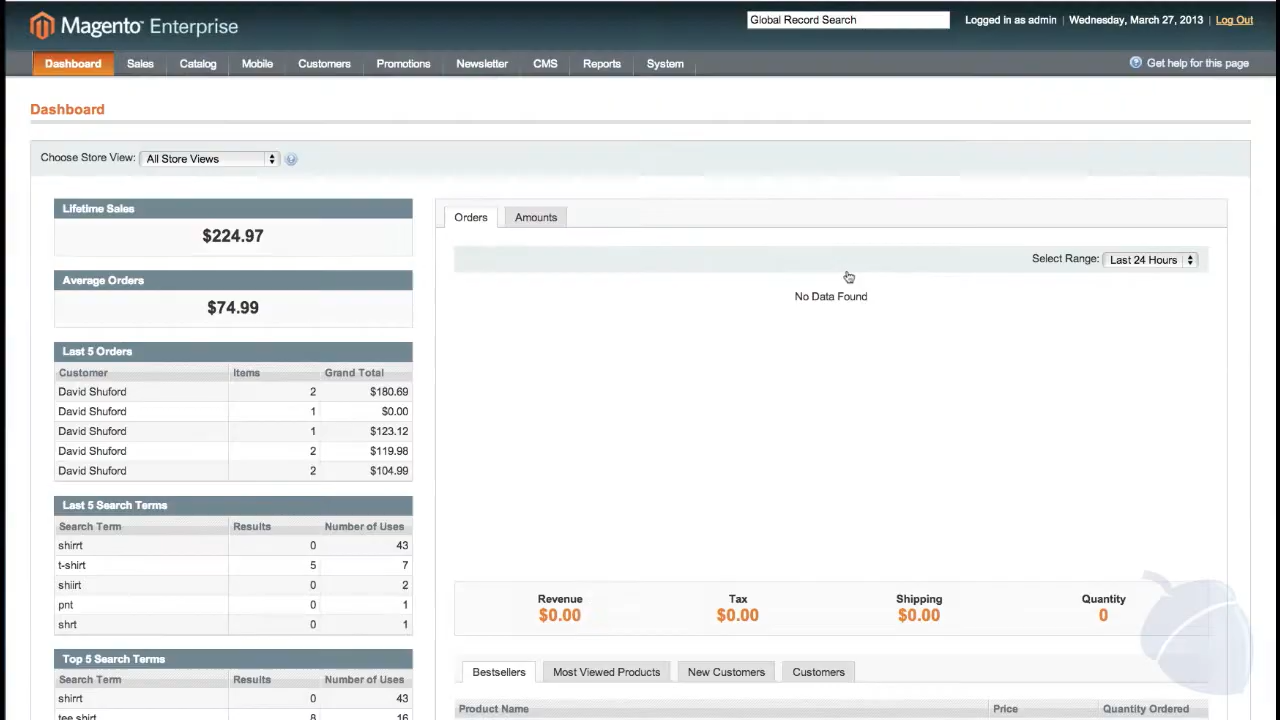 Magento Enterprise
Global Record Search
Logged in as admin | Wednesday, March 27, 2013 | Log Out
Dashboard Sales Catalog Mobile Customers Promotions Newsletter CMS Reports System
Get help for this page
Dashboard
Choose Store View: All Store Views
Lifetime Sales
$224.97
Average Orders
$74.99
Last 5 Orders
Customer Items Grand Total
David Shuford 2 $180.69
David Shuford 1 $0.00
David Shuford 1 $123.12
David Shuford 2 $119.98
David Shuford 2 $104.99
Last 5 Search Terms
Search Term Results Number of Uses
shirrt 0 43
t-shirt 5 7
shiirt 0 2
pnt 0 1
shrt 0 1
Top 5 Search Terms
Search Term Results Number of Uses
shirrt 0 43
tee shirt 8 16
Orders Amounts
Select Range: Last 24 Hours
No Data Found
Revenue Tax Shipping Quantity
$0.00 $0.00 $0.00 0
Bestsellers Most Viewed Products New Customers Customers
Product Name Price Quantity Ordered